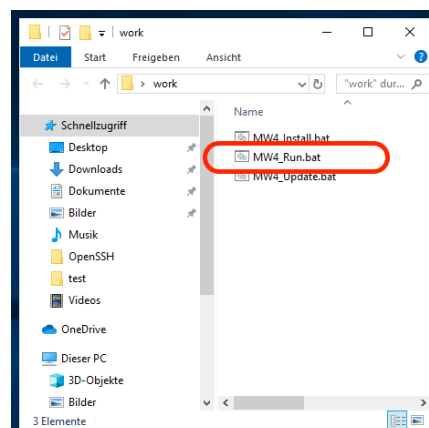 work
Datei Start Freigeben Ansicht
work "work" dur...
Name
Schnellzugriff
MW4_Install.bat
Desktop
MW4_Run.bat
Downloads
MW4_Update.bat
Dokumente
Bilder
Musik
OpenSSH
test
Videos
OneDrive
Dieser PC
3D-Objekte
Bilder
3 Elemente